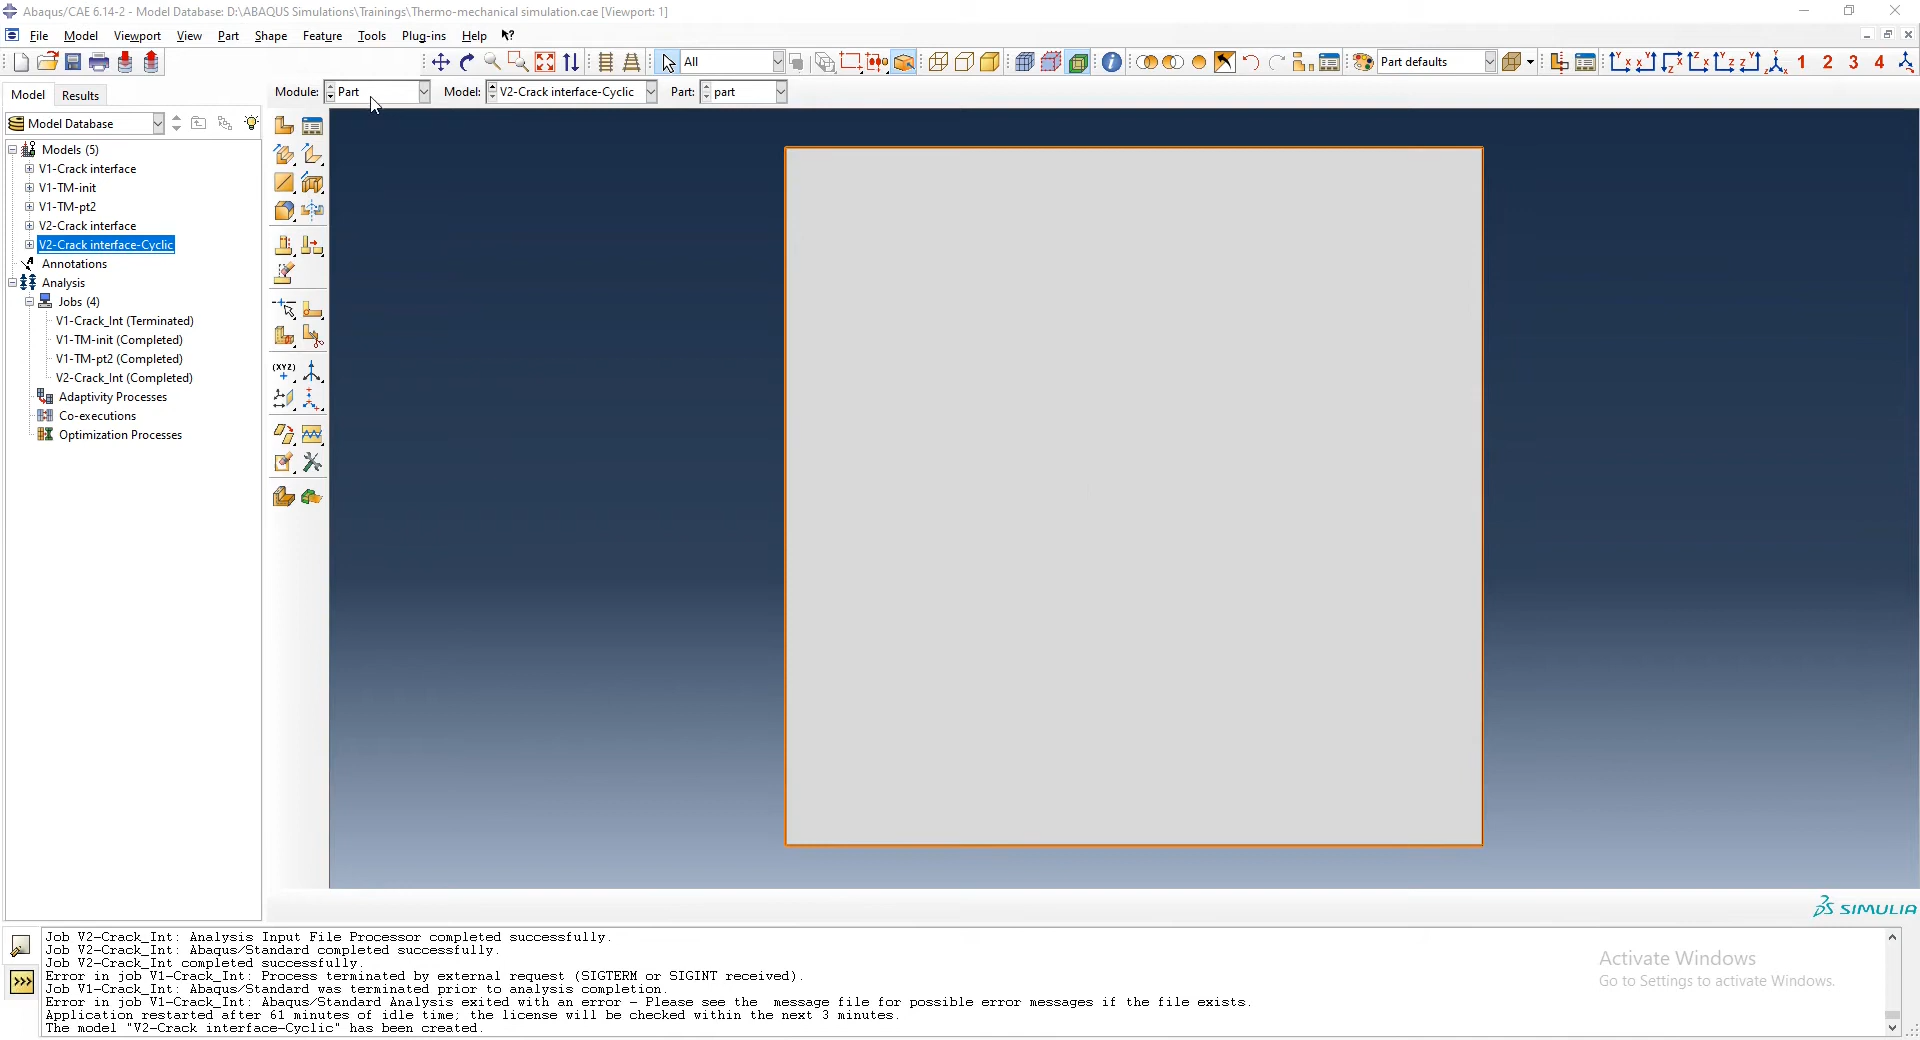 Abaqus/CAE 6.14-2 - Model Database: D:\ABAQUS Simulations\Trainings\Thermo-mechanical simulation.cae [Viewport: 1]
File Model Viewport View Part Shape Feature Tools Plug-ins Help
All
Part defaults
1 2 3 4
Model Results
Module: Part Model: V2-Crack interface-Cyclic Part: part
Model Database
Models (5)
V1-Crack interface
V1-TM-init
V1-TM-pt2
V2-Crack interface
V2-Crack interface-Cyclic
Annotations
Analysis
Jobs (4)
V1-Crack_Int (Terminated)
V1-TM-init (Completed)
V1-TM-pt2 (Completed)
V2-Crack_Int (Completed)
Adaptivity Processes
Co-executions
Optimization Processes
(XYZ)
SIMULIA
Job V2-Crack_Int: Analysis Input File Processor completed successfully.
Job V2-Crack_Int: Abaqus/Standard completed successfully.
Job V2-Crack_Int completed successfully.
Error in job V1-Crack_Int: Process terminated by external request (SIGTERM or SIGINT received).
Job V1-Crack_Int: Abaqus/Standard was terminated prior to analysis completion.
Error in job V1-Crack_Int: Abaqus/Standard Analysis exited with an error - Please see the  message file for possible error messages if the file exists.
Application restarted after 61 minutes of idle time; the license will be checked within the next 3 minutes.
The model "V2-Crack interface-Cyclic" has been created.
Activate Windows
Go to Settings to activate Windows.